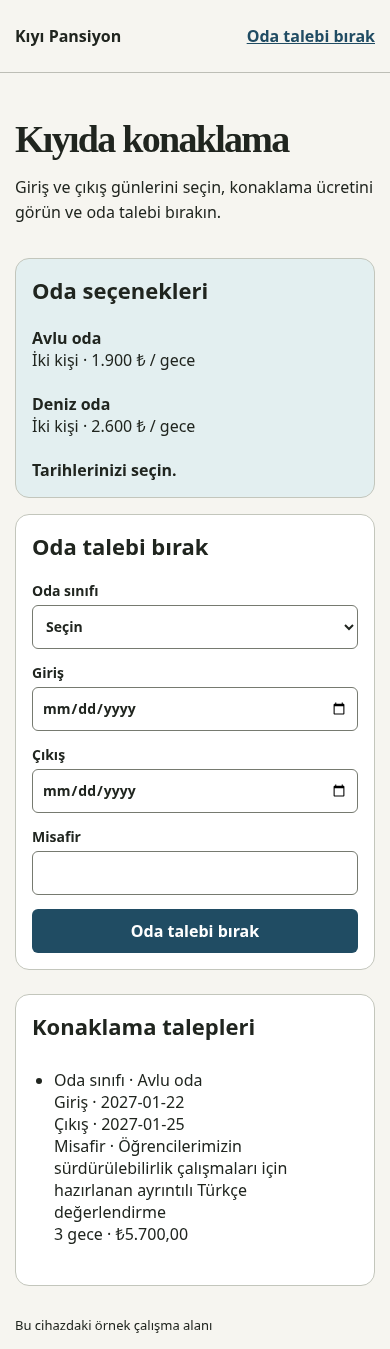 Kıyı Pansiyon
Oda talebi bırak
Kıyıda konaklama
Giriş ve çıkış günlerini seçin, konaklama ücretini
görün ve oda talebi bırakın.
Oda seçenekleri
Avlu oda
İki kişi · 1.900 ₺ / gece
Deniz oda
İki kişi · 2.600 ₺ / gece
Tarihlerinizi seçin.
Oda talebi bırak
Oda sınıfı
Seçin
Giriş
mm/dd/yyyy
Çıkış
mm/dd/yyyy
Misafir
Oda talebi bırak
Konaklama talepleri
Oda sınıfı · Avlu oda
Giriş · 2027-01-22
Çıkış · 2027-01-25
Misafir · Öğrencilerimizin
sürdürülebilirlik çalışmaları için
hazırlanan ayrıntılı Türkçe
değerlendirme
3 gece · ₺5.700,00
Bu cihazdaki örnek çalışma alanı